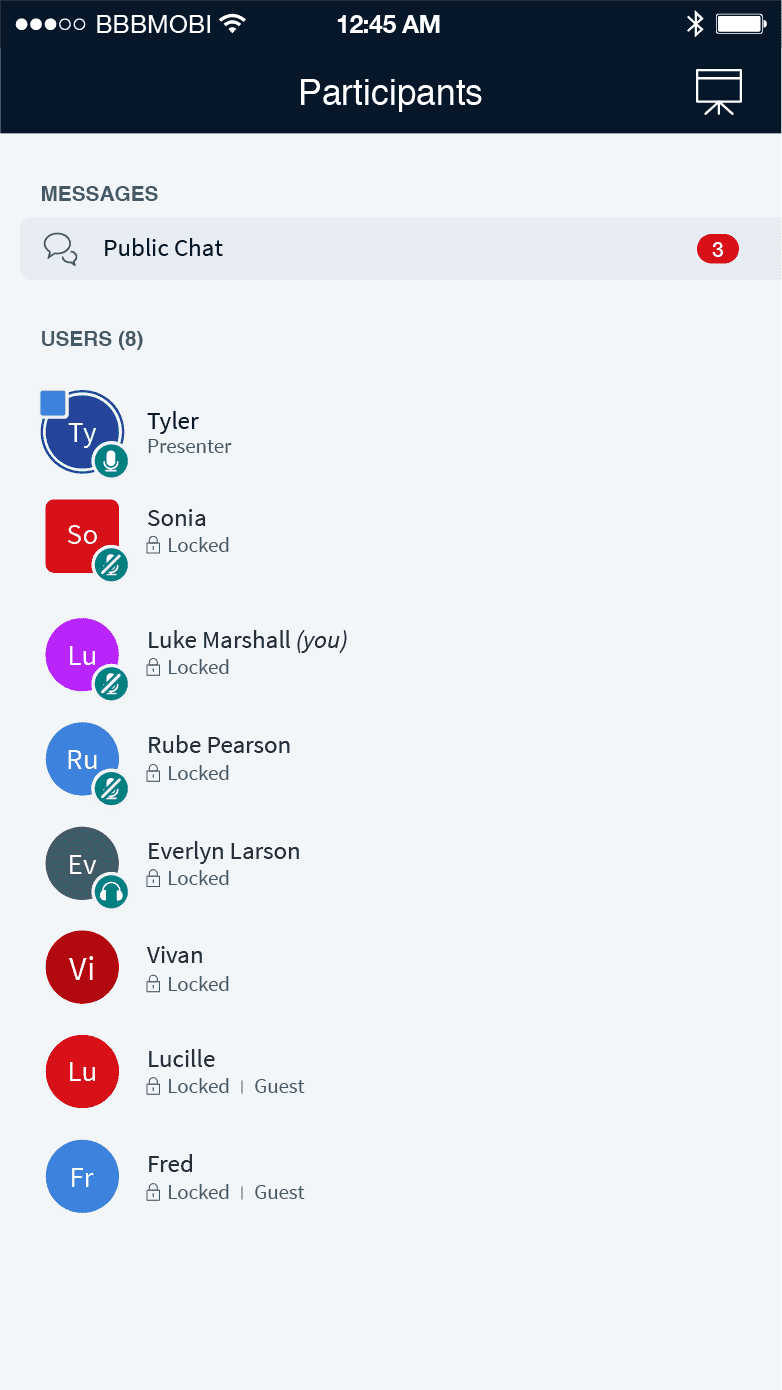 BBBMOBI 12:45 AM
Participants
MESSAGES
Public Chat 3
USERS (8)
Ty Tyler
Presenter
So Sonia
Locked
Lu Luke Marshall (you)
Locked
Ru Rube Pearson
Locked
Ev Everlyn Larson
Locked
Vi Vivan
Locked
Lu Lucille
Locked | Guest
Fr Fred
Locked | Guest